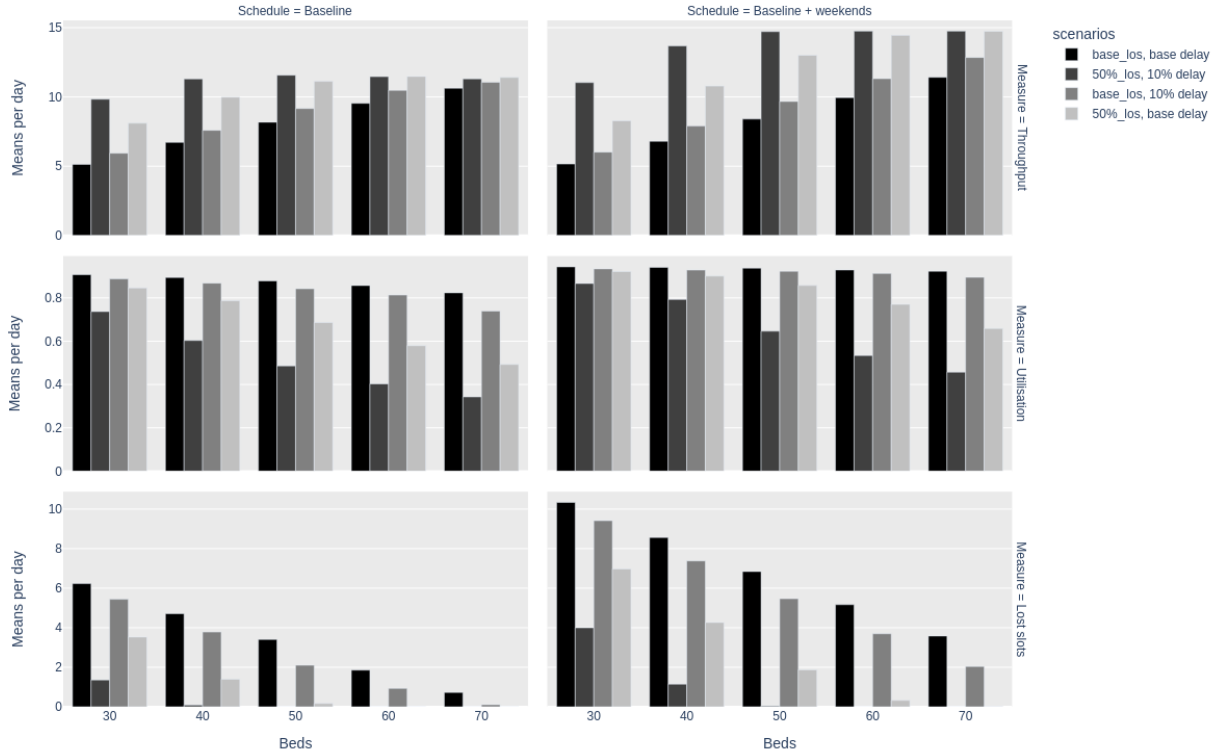 Schedule = Baseline
Schedule = Baseline + weekends
scenarios
base_los, base delay
50%_los, 10% delay
base_los, 10% delay
50%_los, base delay
15
10
5
0
Means per day
Measure = Throughput
0.8
0.6
0.4
0.2
0
Means per day
Measure = Utilisation
10
8
6
4
2
0
Means per day
Measure = Lost slots
30 40 50 60 70
30 40 50 60 70
Beds
Beds